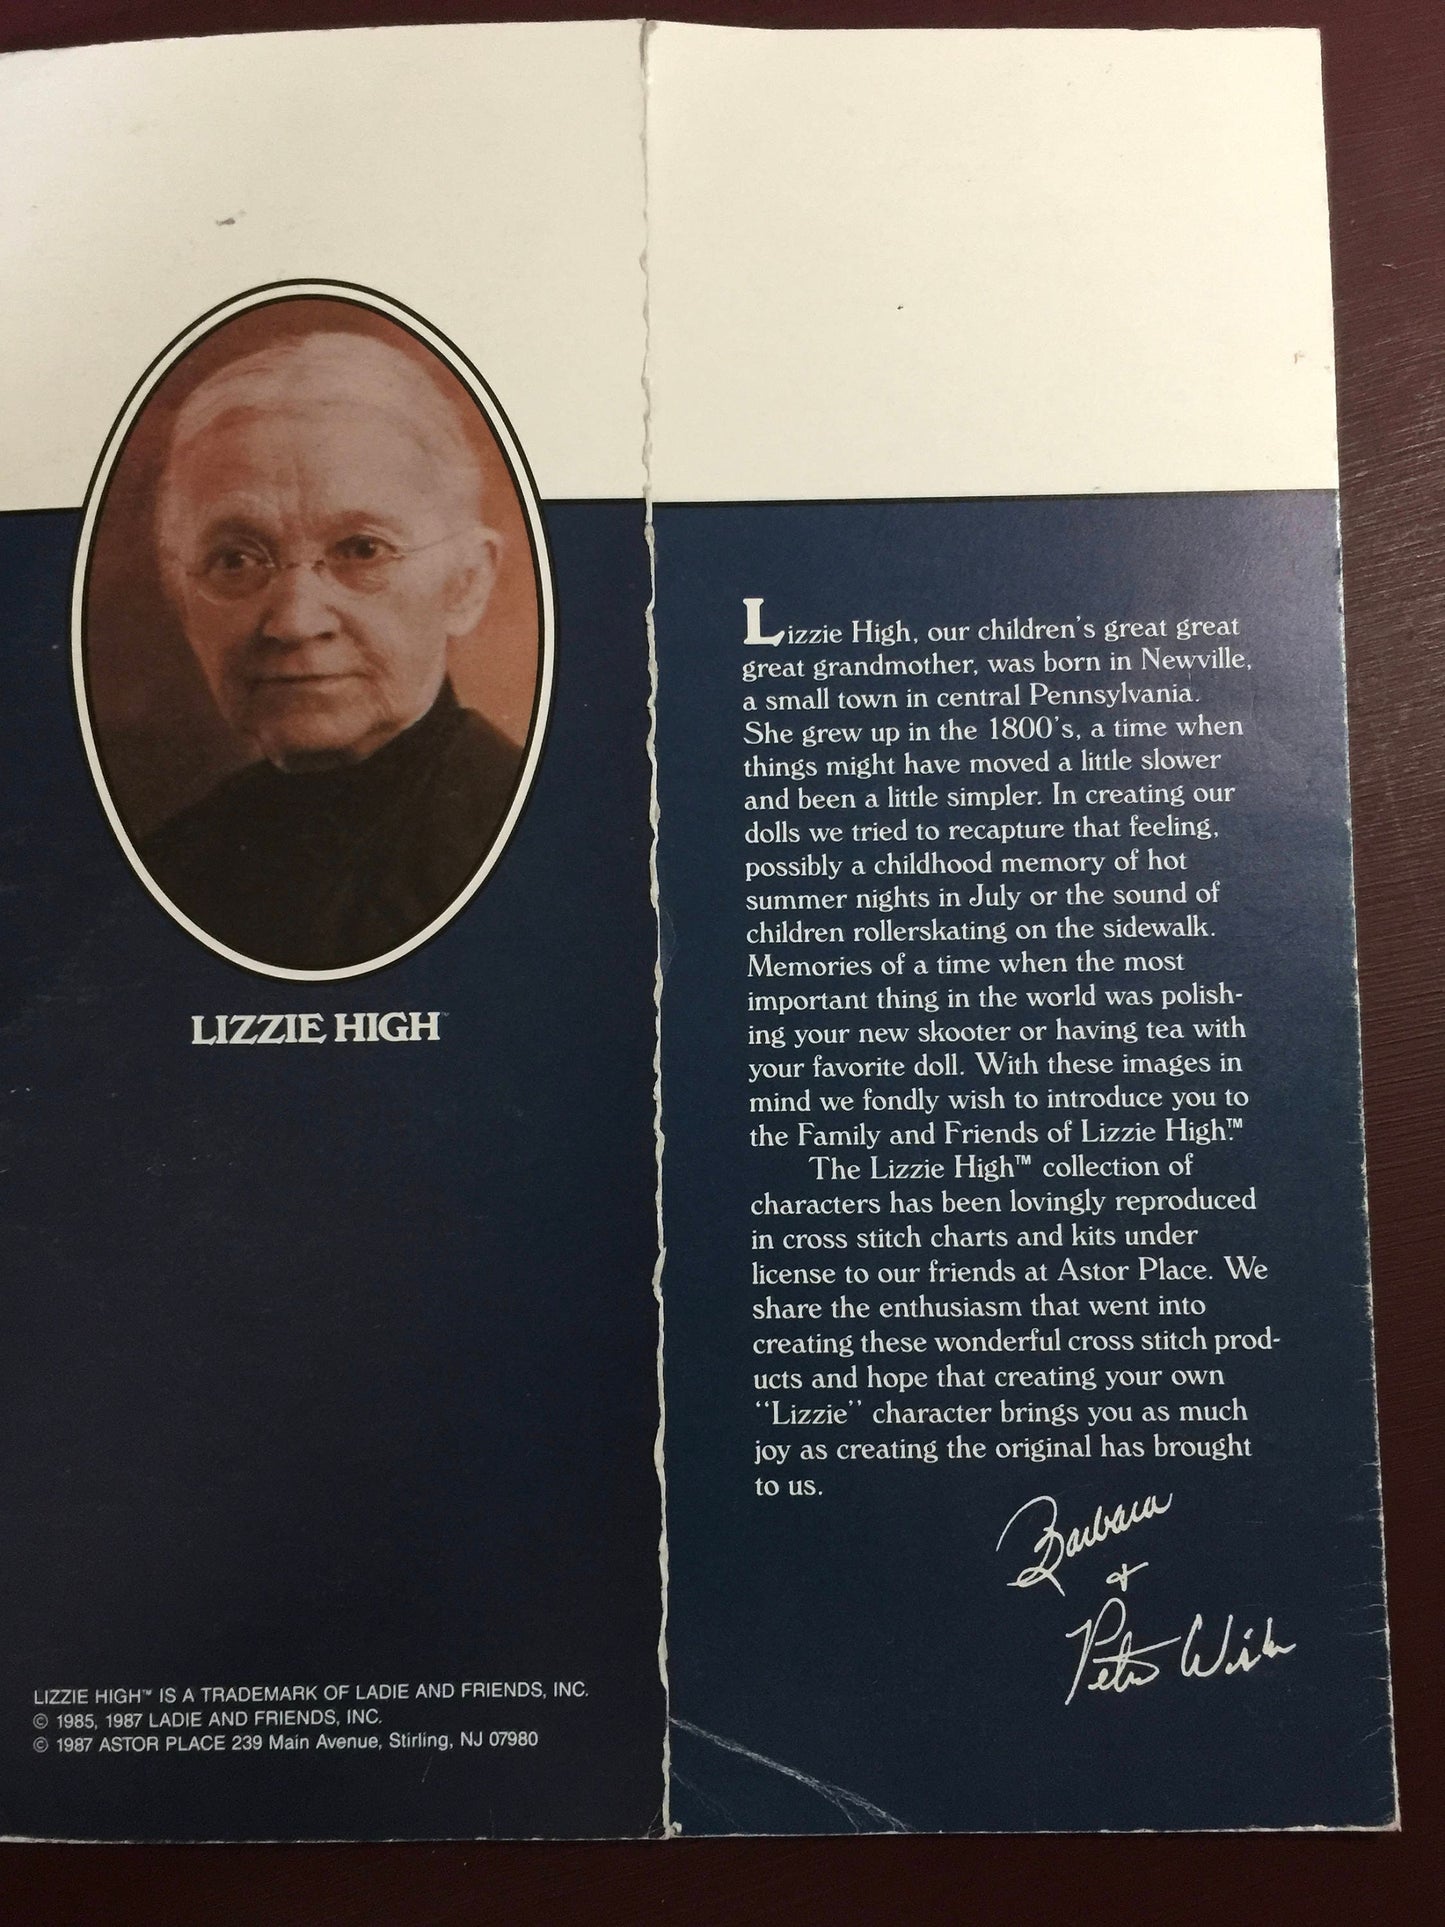 LIZZIE HIGH™
LIZZIE HIGH™ IS A TRADEMARK OF LADIE AND FRIENDS, INC.
© 1985, 1987 LADIE AND FRIENDS, INC.
© 1987 ASTOR PLACE 239 Main Avenue, Stirling, NJ 07980
Lizzie High, our children's great great
great grandmother, was born in Newville,
a small town in central Pennsylvania.
She grew up in the 1800's, a time when
things might have moved a little slower
and been a little simpler. In creating our
dolls we tried to recapture that feeling,
possibly a childhood memory of hot
summer nights in July or the sound of
children rollerskating on the sidewalk.
Memories of a time when the most
important thing in the world was polish-
ing your new skooter or having tea with
your favorite doll. With these images in
mind we fondly wish to introduce you to
the Family and Friends of Lizzie High.™
The Lizzie High™ collection of
characters has been lovingly reproduced
in cross stitch charts and kits under
license to our friends at Astor Place. We
share the enthusiasm that went into
creating these wonderful cross stitch prod-
ucts and hope that creating your own
"Lizzie" character brings you as much
joy as creating the original has brought
to us.
Barbara
+
Peter Wisber